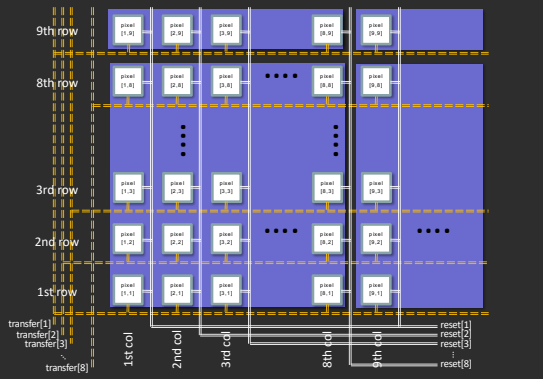 9th row
pixel
[1,9]
pixel
[2,9]
pixel
[3,9]
pixel
[8,9]
pixel
[9,9]
8th row
pixel
[1,8]
pixel
[2,8]
pixel
[3,8]
pixel
[8,8]
pixel
[9,8]
3rd row
pixel
[1,3]
pixel
[2,3]
pixel
[3,3]
pixel
[8,3]
pixel
[9,3]
2nd row
pixel
[1,2]
pixel
[2,2]
pixel
[3,2]
pixel
[8,2]
pixel
[9,2]
1st row
pixel
[1,1]
pixel
[2,1]
pixel
[3,1]
pixel
[8,1]
pixel
[9,1]
transfer[1]
transfer[2]
transfer[3]
transfer[8]
1st col
2nd col
3rd col
8th col
9th col
reset[1]
reset[2]
reset[3]
reset[8]